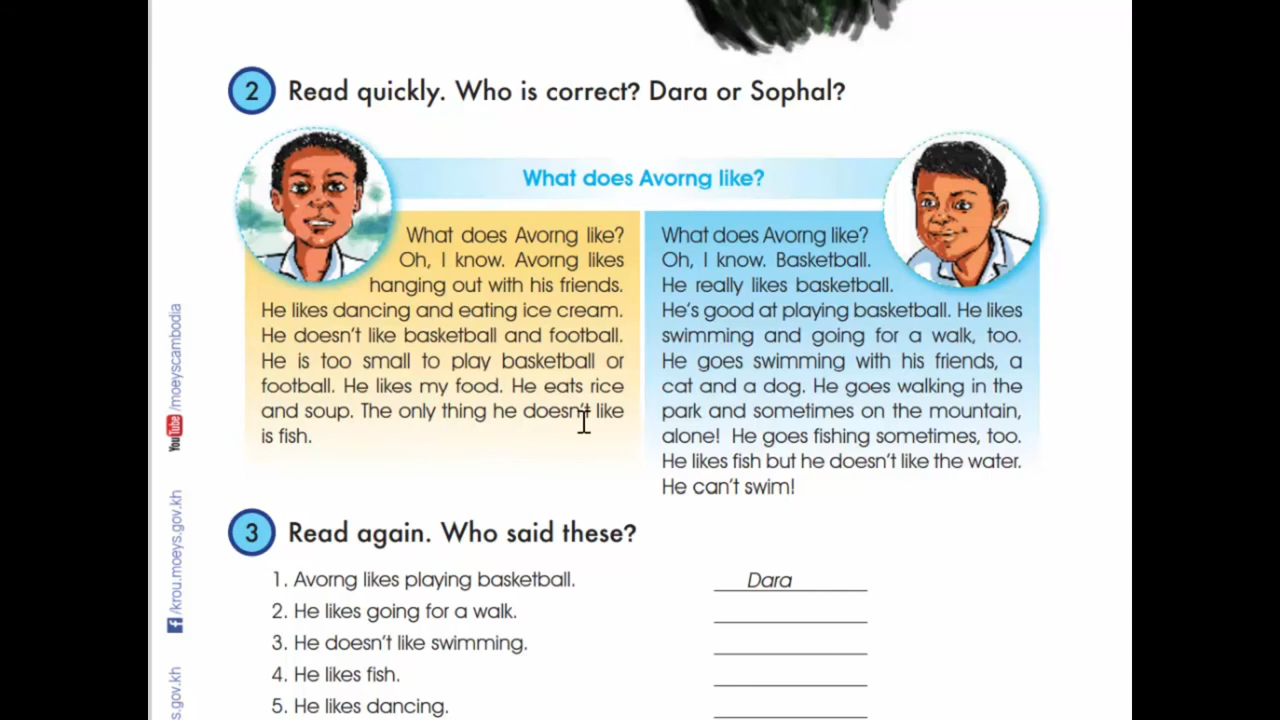 2 Read quickly. Who is correct? Dara or Sophal?
What does Avorng like?
What does Avorng like?
Oh, I know. Avorng likes
hanging out with his friends.
He likes dancing and eating ice cream.
He doesn't like basketball and football.
He is too small to play basketball or
football. He likes my food. He eats rice
and soup. The only thing he doesn't like
is fish.
What does Avorng like?
Oh, I know. Basketball.
He really likes basketball.
He's good at playing basketball. He likes
swimming and going for a walk, too.
He goes swimming with his friends, a
cat and a dog. He goes walking in the
park and sometimes on the mountain,
alone! He goes fishing sometimes, too.
He likes fish but he doesn't like the water.
He can't swim!
3 Read again. Who said these?
1. Avorng likes playing basketball. Dara
2. He likes going for a walk.
3. He doesn't like swimming.
4. He likes fish.
5. He likes dancing.
YouTube /moeyscambodia
f /krou.moeys.gov.kh
s.gov.kh